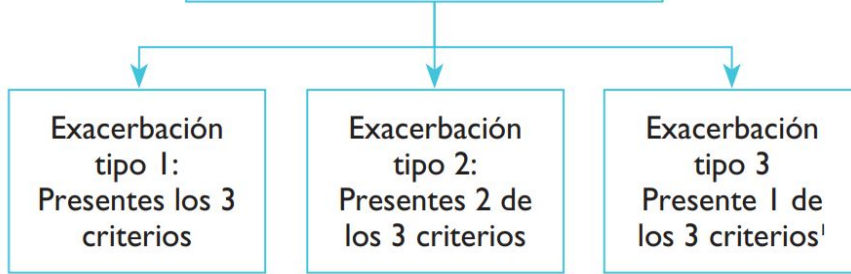 Exacerbación
tipo 1:
Presentes los 3
criterios
Exacerbación
tipo 2:
Presentes 2 de
los 3 criterios
Exacerbación
tipo 3
Presente 1 de
los 3 criterios¹